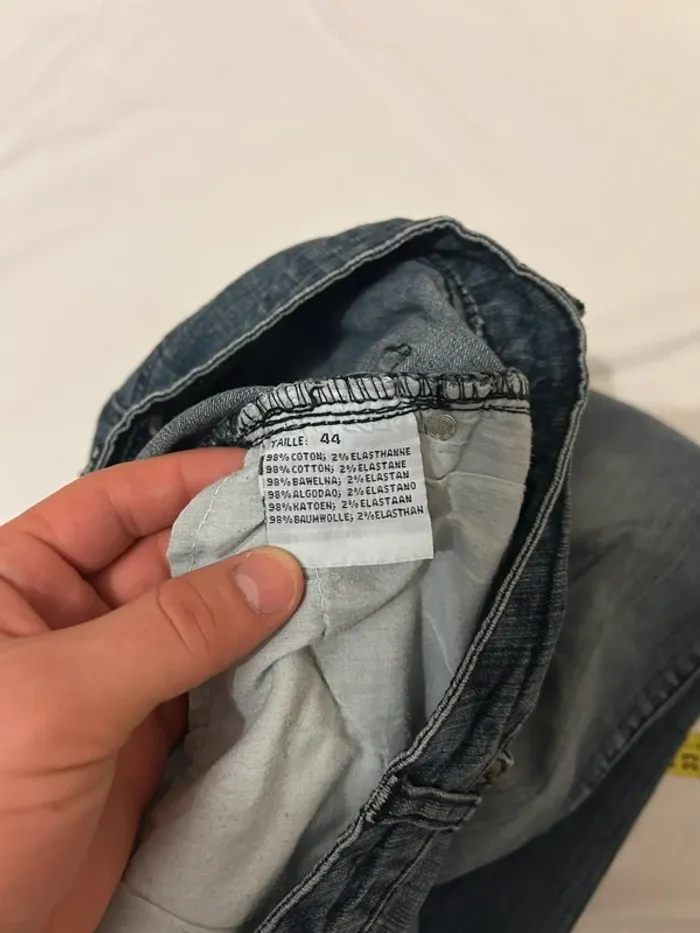 TAILLE: 44
98% COTON; 2% ELASTHANNE
98% COTTON; 2% ELASTANE
98% BAWELNA; 2% ELASTAN
98% ALGODAO; 2% ELASTANO
98% KATOEN; 2% ELASTAAN
98% BAUMWOLLE; 2% ELASTHAN